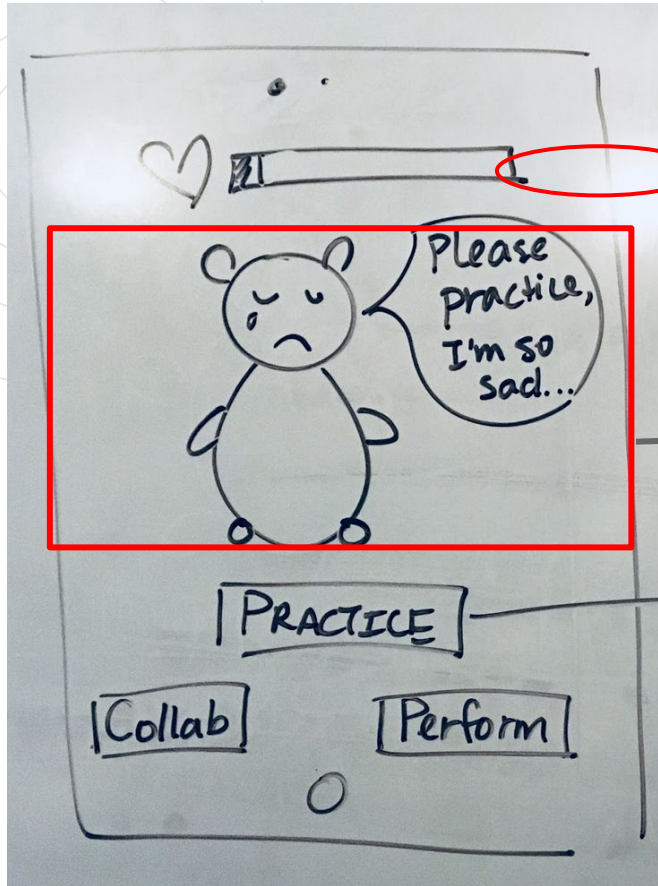 Please
practice,
I'm so
sad...
PRACTICE
Collab
Perform